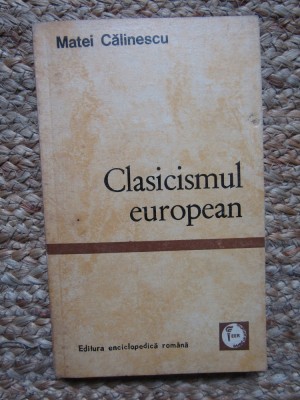 Matei Călinescu
Clasicismul
european
Editura enciclopedică română